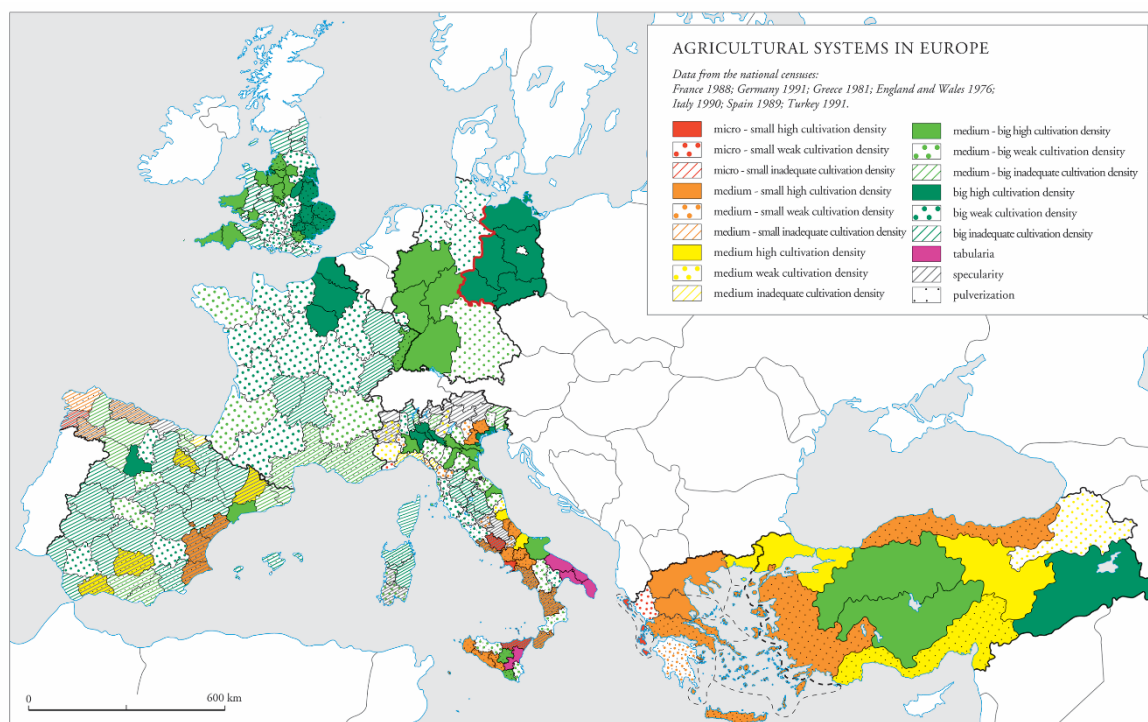 AGRICULTURAL SYSTEMS IN EUROPE
Data from the national censuses:
France 1988; Germany 1991; Greece 1981; England and Wales 1976;
Italy 1990; Spain 1989; Turkey 1991.
micro - small high cultivation density
micro - small weak cultivation density
micro - small inadequate cultivation density
medium - small high cultivation density
medium - small weak cultivation density
medium - small inadequate cultivation density
medium high cultivation density
medium weak cultivation density
medium inadequate cultivation density
medium - big high cultivation density
medium - big weak cultivation density
medium - big inadequate cultivation density
big high cultivation density
big weak cultivation density
big inadequate cultivation density
tabularia
specularity
pulverization
0 600 km